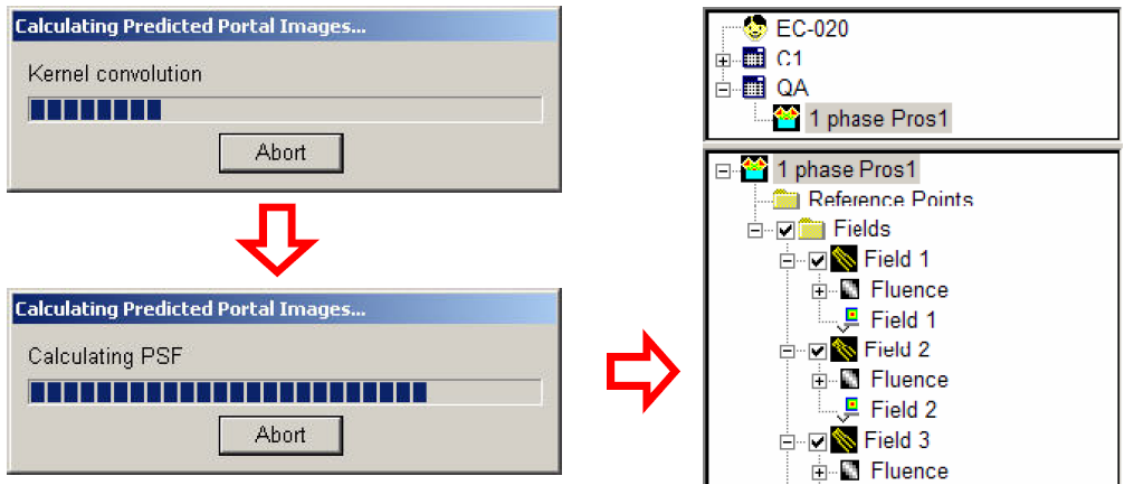 Calculating Predicted Portal Images...
Kernel convolution
Abort
Calculating Predicted Portal Images...
Calculating PSF
Abort
EC-020
C1
QA
1 phase Pros1
1 phase Pros1
Reference Points
Fields
Field 1
Fluence
Field 1
Field 2
Fluence
Field 2
Field 3
Fluence